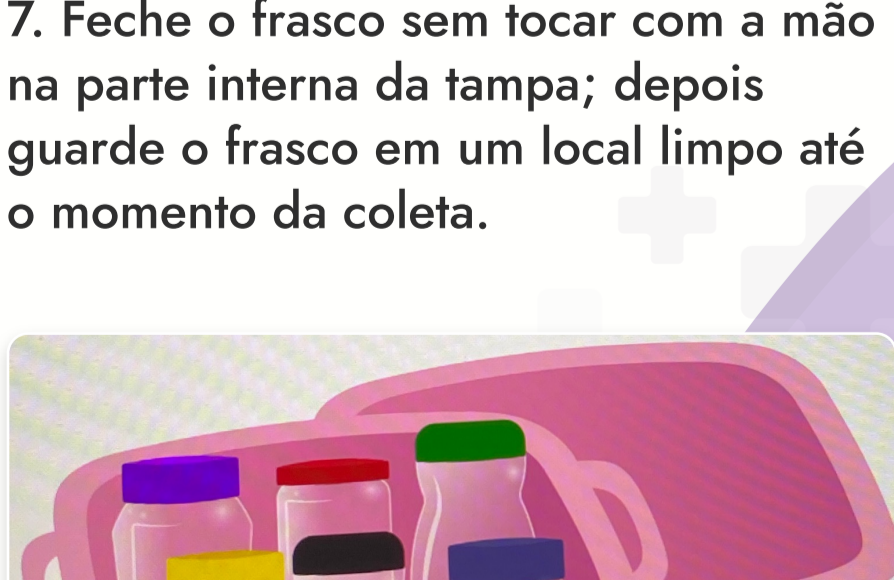 7. Feche o frasco sem tocar com a mão
na parte interna da tampa; depois
guarde o frasco em um local limpo até
o momento da coleta.